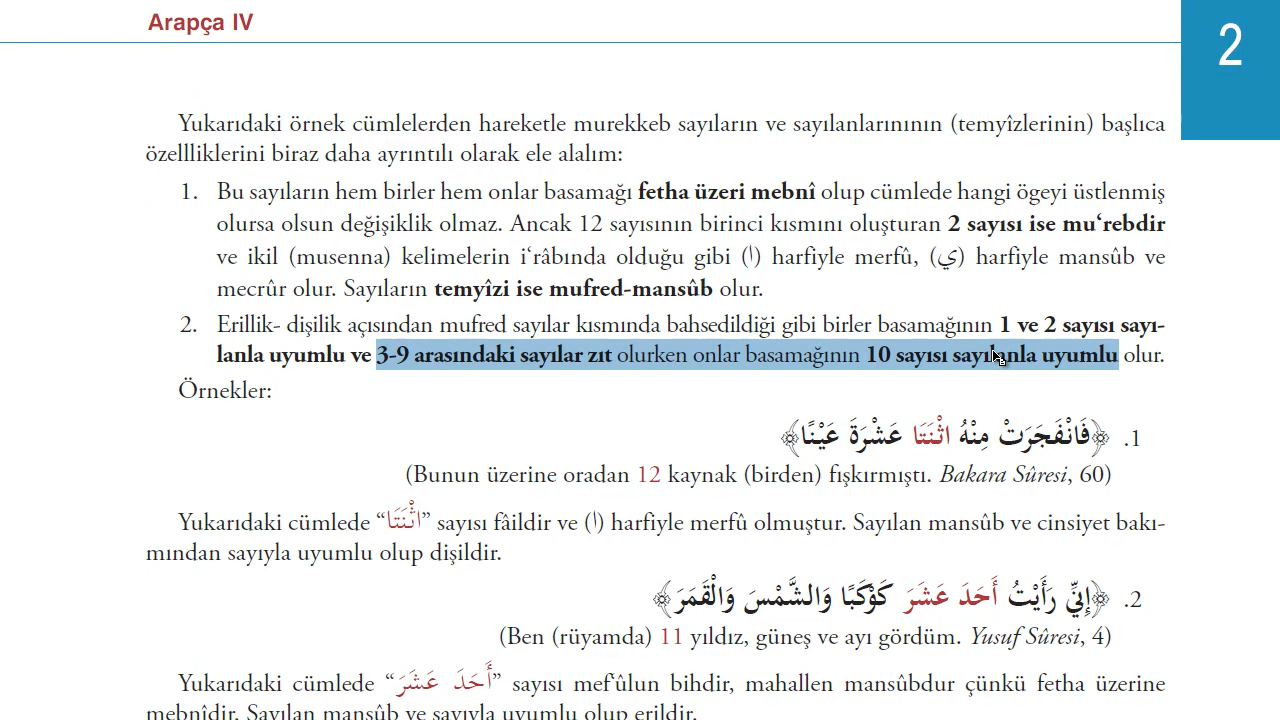 Arapça IV
2
Yukarıdaki örnek cümlelerden hareketle murekkeb sayıların ve sayılanlarınının (temyîzlerinin) başlıca
özellliklerini biraz daha ayrıntılı olarak ele alalım:
1. Bu sayıların hem birler hem onlar basamağı fetha üzeri mebnî olup cümlede hangi ögeyi üstlenmiş
olursa olsun değişiklik olmaz. Ancak 12 sayısının birinci kısmını oluşturan 2 sayısı ise mu‘rebdir
ve ikil (musenna) kelimelerin i‘râbında olduğu gibi (ا) harfiyle merfû, (ي) harfiyle mansûb ve
mecrûr olur. Sayıların temyîzi ise mufred-mansûb olur.
2. Erillik- dişilik açısından mufred sayılar kısmında bahsedildiği gibi birler basamağının 1 ve 2 sayısı sayı-
lanla uyumlu ve 3-9 arasındaki sayılar zıt olurken onlar basamağının 10 sayısı sayılanla uyumlu olur.
Örnekler:
1. ﴿فَانْفَجَرَتْ مِنْهُ اثْنَتَا عَشْرَةَ عَيْنًا﴾
(Bunun üzerine oradan 12 kaynak (birden) fışkırmıştı. Bakara Sûresi, 60)
Yukarıdaki cümlede “اثْنَتَا” sayısı fâildir ve (ا) harfiyle merfû olmuştur. Sayılan mansûb ve cinsiyet bakı-
mından sayıyla uyumlu olup dişildir.
2. ﴿إِنِّي رَأَيْتُ أَحَدَ عَشَرَ كَوْكَبًا وَالشَّمْسَ وَالْقَمَرَ﴾
(Ben (rüyamda) 11 yıldız, güneş ve ayı gördüm. Yusuf Sûresi, 4)
Yukarıdaki cümlede “أَحَدَ عَشَرَ” sayısı mef‘ûlun bihdir, mahallen mansûbdur çünkü fetha üzerine
mebnîdir. Sayılan mansûb ve sayıyla uyumlu olup erildir.